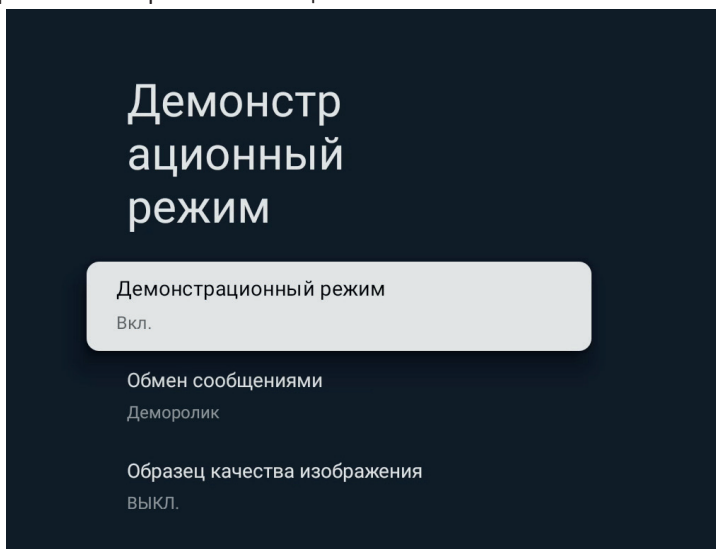 Демонстр
ационный
режим
Демонстрационный режим
Вкл.
Обмен сообщениями
Деморолик
Образец качества изображения
ВЫКЛ.